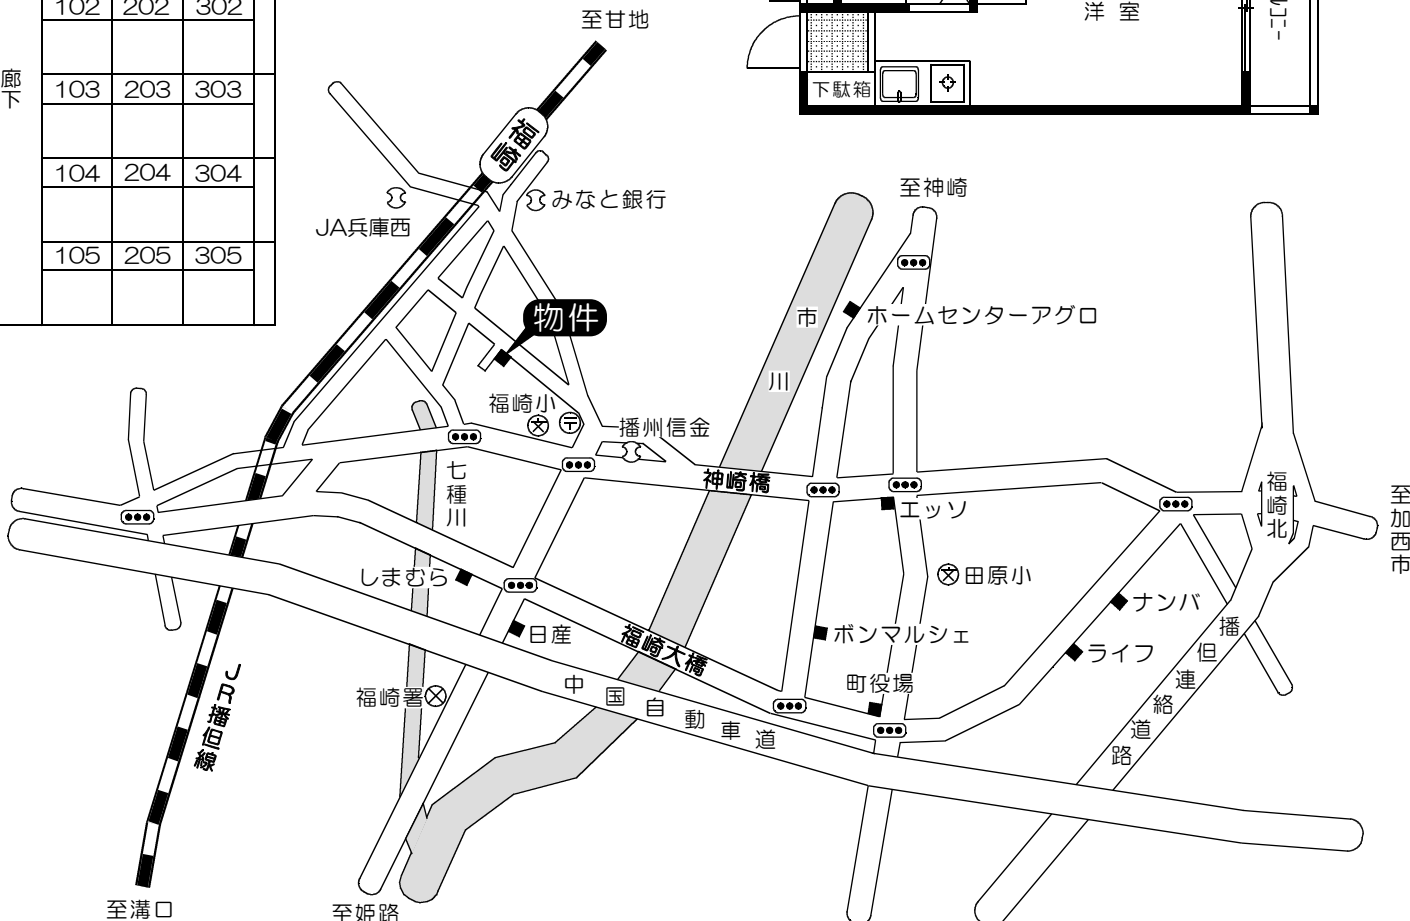 102 202 302
103 203 303
104 204 304
105 205 305
廊下
洋室
下駄箱
至甘地
福崎
みなと銀行
JA兵庫西
至神崎
物件
市川
ホームセンターアグロ
福崎小
文
〒
播州信金
神崎橋
七種川
エッソ
福崎北
至加西市
しまむら
文
田原小
日産
福崎大橋
ボンマルシェ
ナンバ
ライフ
福崎署
町役場
中国自動車道
播但連絡道路
JR播但線
至溝口
至姫路